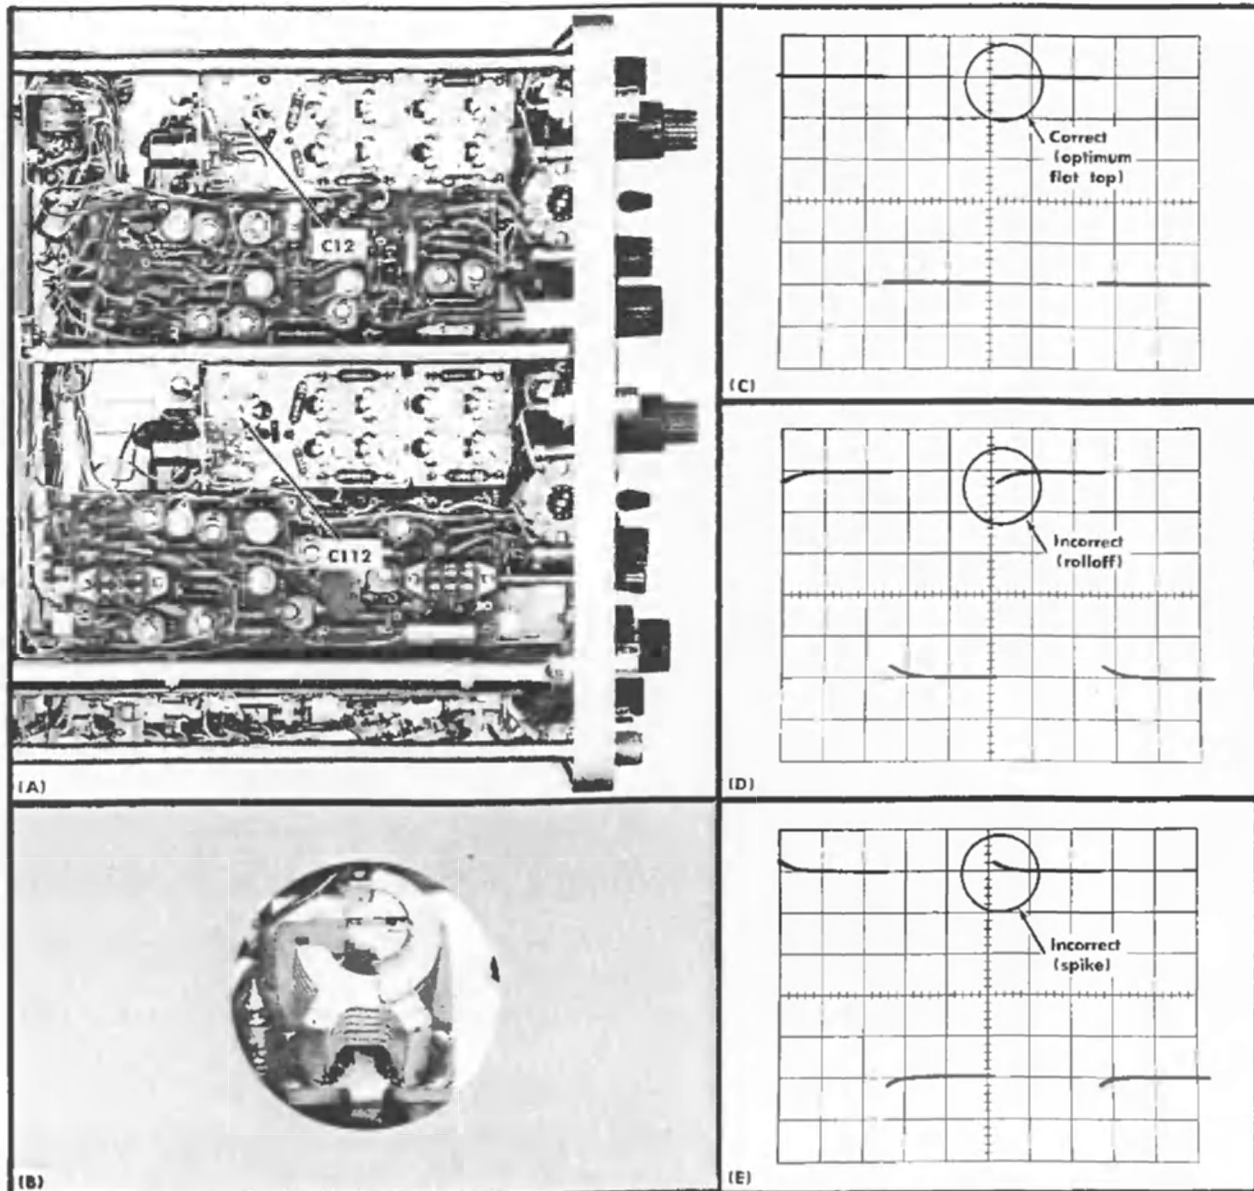 C12
C112
(A)
(B)
Correct
(optimum
flat top)
(C)
Incorrect
(rolloff)
(D)
Incorrect
(spike)
(E)